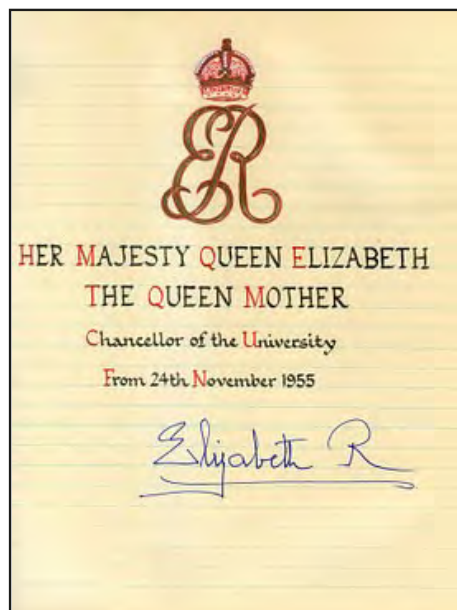 ER
HER MAJESTY QUEEN ELIZABETH
THE QUEEN MOTHER
Chancellor of the University
From 24th November 1955
Elizabeth R